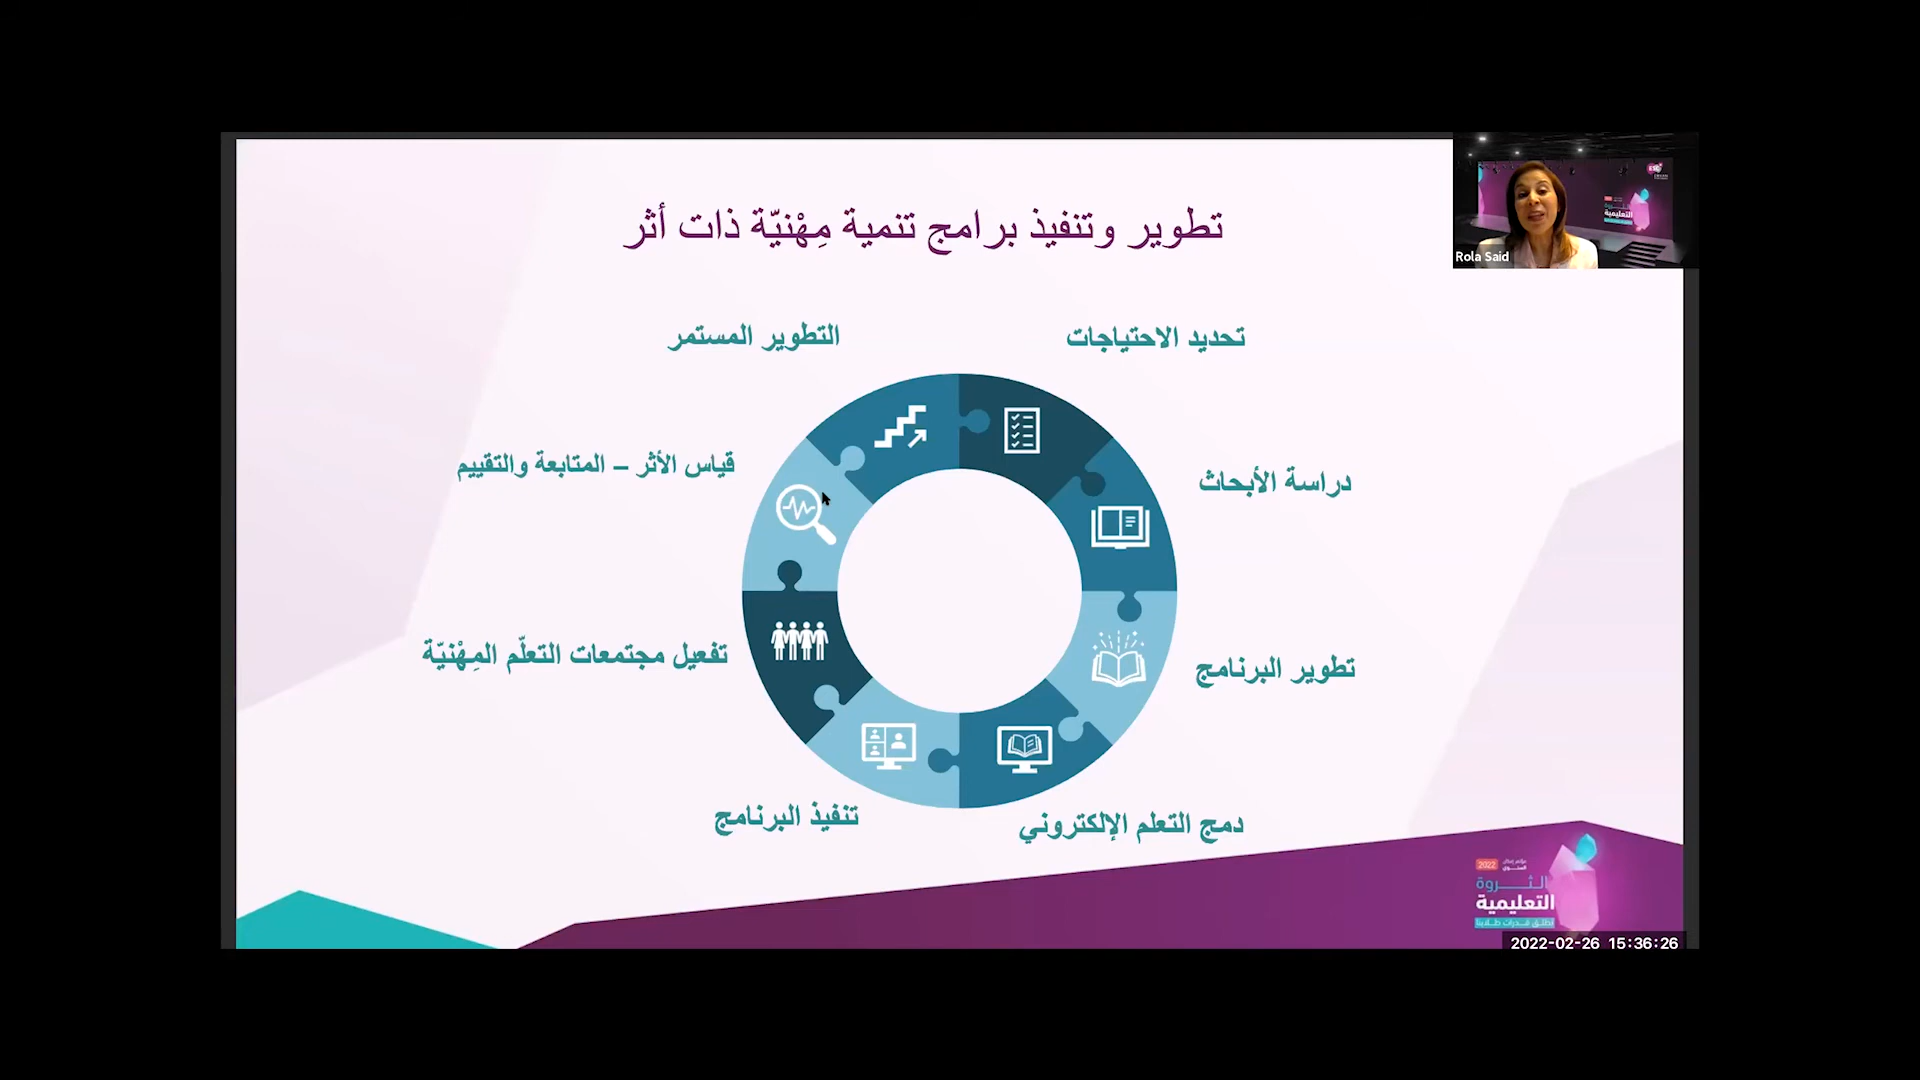 تطوير وتنفيذ برامج تنمية مِهْنيّة ذات أثر
Rola Said
تحديد الاحتياجات
دراسة الأبحاث
تطوير البرنامج
دمج التعلم الإلكتروني
تنفيذ البرنامج
تفعيل مجتمعات التعلّم المِهْنيّة
قياس الأثر – المتابعة والتقييم
التطوير المستمر
2022
الثروة
التعليمية
2022-02-26 15:36:26